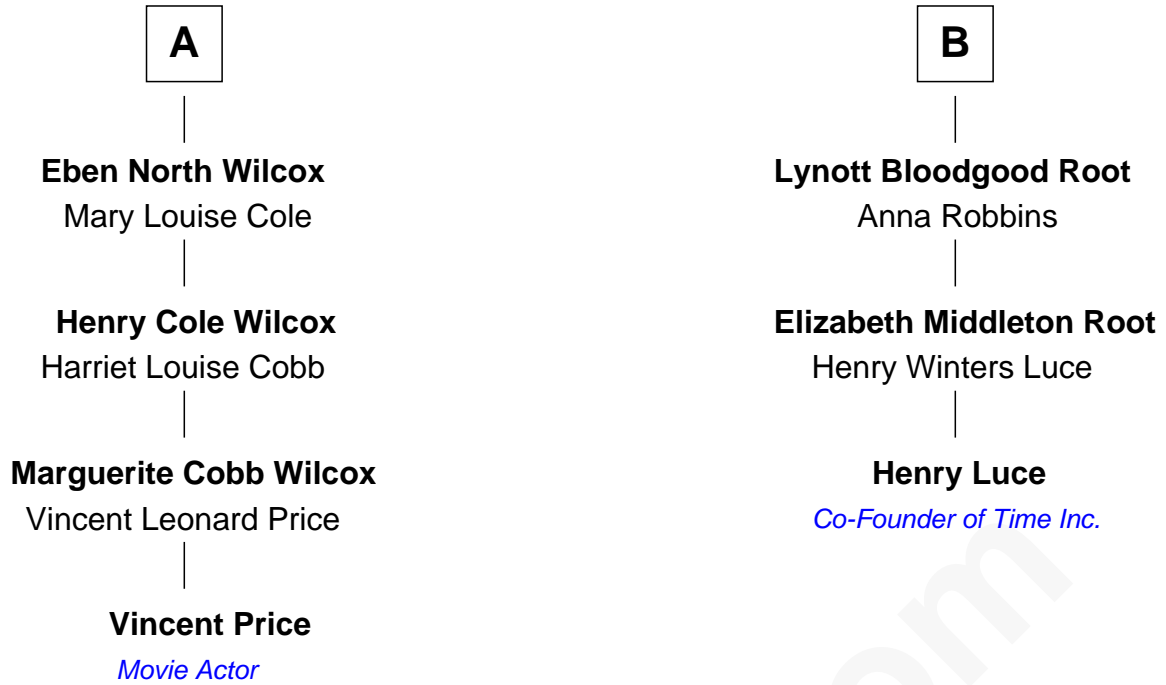 A
Eben North Wilcox
Mary Louise Cole
Henry Cole Wilcox
Harriet Louise Cobb
Marguerite Cobb Wilcox
Vincent Leonard Price
Vincent Price
Movie Actor
B
Lynott Bloodgood Root
Anna Robbins
Elizabeth Middleton Root
Henry Winters Luce
Henry Luce
Co-Founder of Time Inc.
om